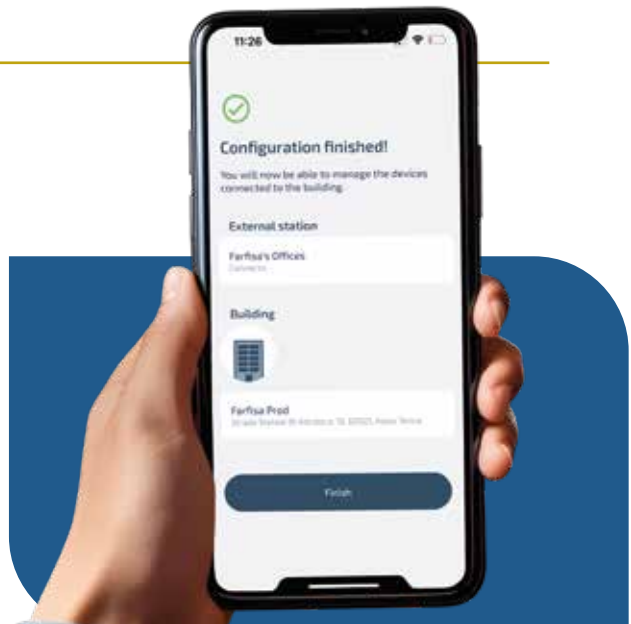 11:26
Configuration finished!
You will now be able to manage the devices
connected to the building.
External station
Farfisa's Offices
Building
Farfisa Prod
Finish